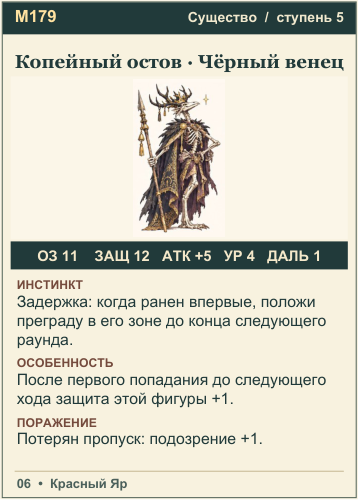 М179
Существо / ступень 5
Копейный остов · Чёрный венец
ОЗ 11 ЗАЩ 12 АТК +5 УР 4 ДАЛЬ 1
ИНСТИНКТ
Задержка: когда ранен впервые, положи
преграду в его зоне до конца следующего
раунда.
ОСОБЕННОСТЬ
После первого попадания до следующего
хода защита этой фигуры +1.
ПОРАЖЕНИЕ
Потерян пропуск: подозрение +1.
06 • Красный Яр